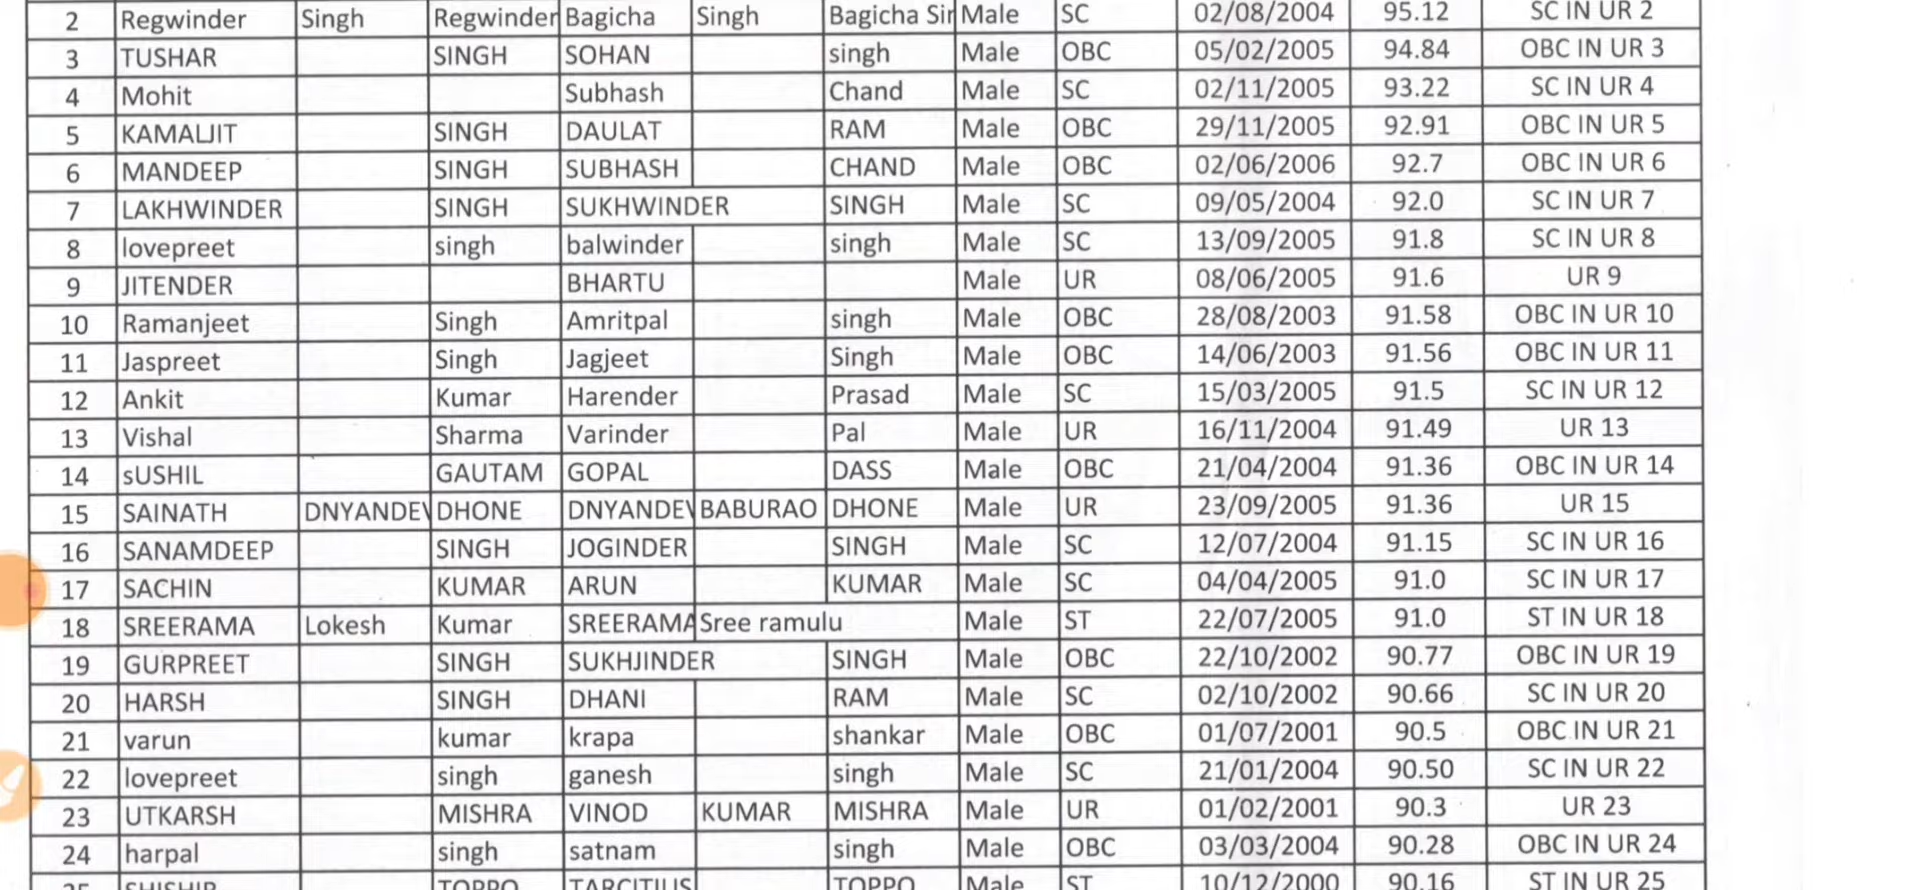 2 Regwinder Singh Regwinder Bagicha Singh Bagicha Sin Male SC 02/08/2004 95.12 SC IN UR 2
3 TUSHAR SINGH SOHAN singh Male OBC 05/02/2005 94.84 OBC IN UR 3
4 Mohit Subhash Chand Male SC 02/11/2005 93.22 SC IN UR 4
5 KAMALJIT SINGH DAULAT RAM Male OBC 29/11/2005 92.91 OBC IN UR 5
6 MANDEEP SINGH SUBHASH CHAND Male OBC 02/06/2006 92.7 OBC IN UR 6
7 LAKHWINDER SINGH SUKHWINDER SINGH Male SC 09/05/2004 92.0 SC IN UR 7
8 lovepreet singh balwinder singh Male SC 13/09/2005 91.8 SC IN UR 8
9 JITENDER BHARTU Male UR 08/06/2005 91.6 UR 9
10 Ramanjeet Singh Amritpal singh Male OBC 28/08/2003 91.58 OBC IN UR 10
11 Jaspreet Singh Jagjeet Singh Male OBC 14/06/2003 91.56 OBC IN UR 11
12 Ankit Kumar Harender Prasad Male SC 15/03/2005 91.5 SC IN UR 12
13 Vishal Sharma Varinder Pal Male UR 16/11/2004 91.49 UR 13
14 sUSHIL GAUTAM GOPAL DASS Male OBC 21/04/2004 91.36 OBC IN UR 14
15 SAINATH DNYANDEV DHONE DNYANDEV BABURAO DHONE Male UR 23/09/2005 91.36 UR 15
16 SANAMDEEP SINGH JOGINDER SINGH Male SC 12/07/2004 91.15 SC IN UR 16
17 SACHIN KUMAR ARUN KUMAR Male SC 04/04/2005 91.0 SC IN UR 17
18 SREERAMA Lokesh Kumar SREERAMA Sree ramulu Male ST 22/07/2005 91.0 ST IN UR 18
19 GURPREET SINGH SUKHJINDER SINGH Male OBC 22/10/2002 90.77 OBC IN UR 19
20 HARSH SINGH DHANI RAM Male SC 02/10/2002 90.66 SC IN UR 20
21 varun kumar krapa shankar Male OBC 01/07/2001 90.5 OBC IN UR 21
22 lovepreet singh ganesh singh Male SC 21/01/2004 90.50 SC IN UR 22
23 UTKARSH MISHRA VINOD KUMAR MISHRA Male UR 01/02/2001 90.3 UR 23
24 harpal singh satnam singh Male OBC 03/03/2004 90.28 OBC IN UR 24
25 SHISHIR TOPPO TARCITIUS TOPPO Male ST 10/12/2000 90.16 ST IN UR 25